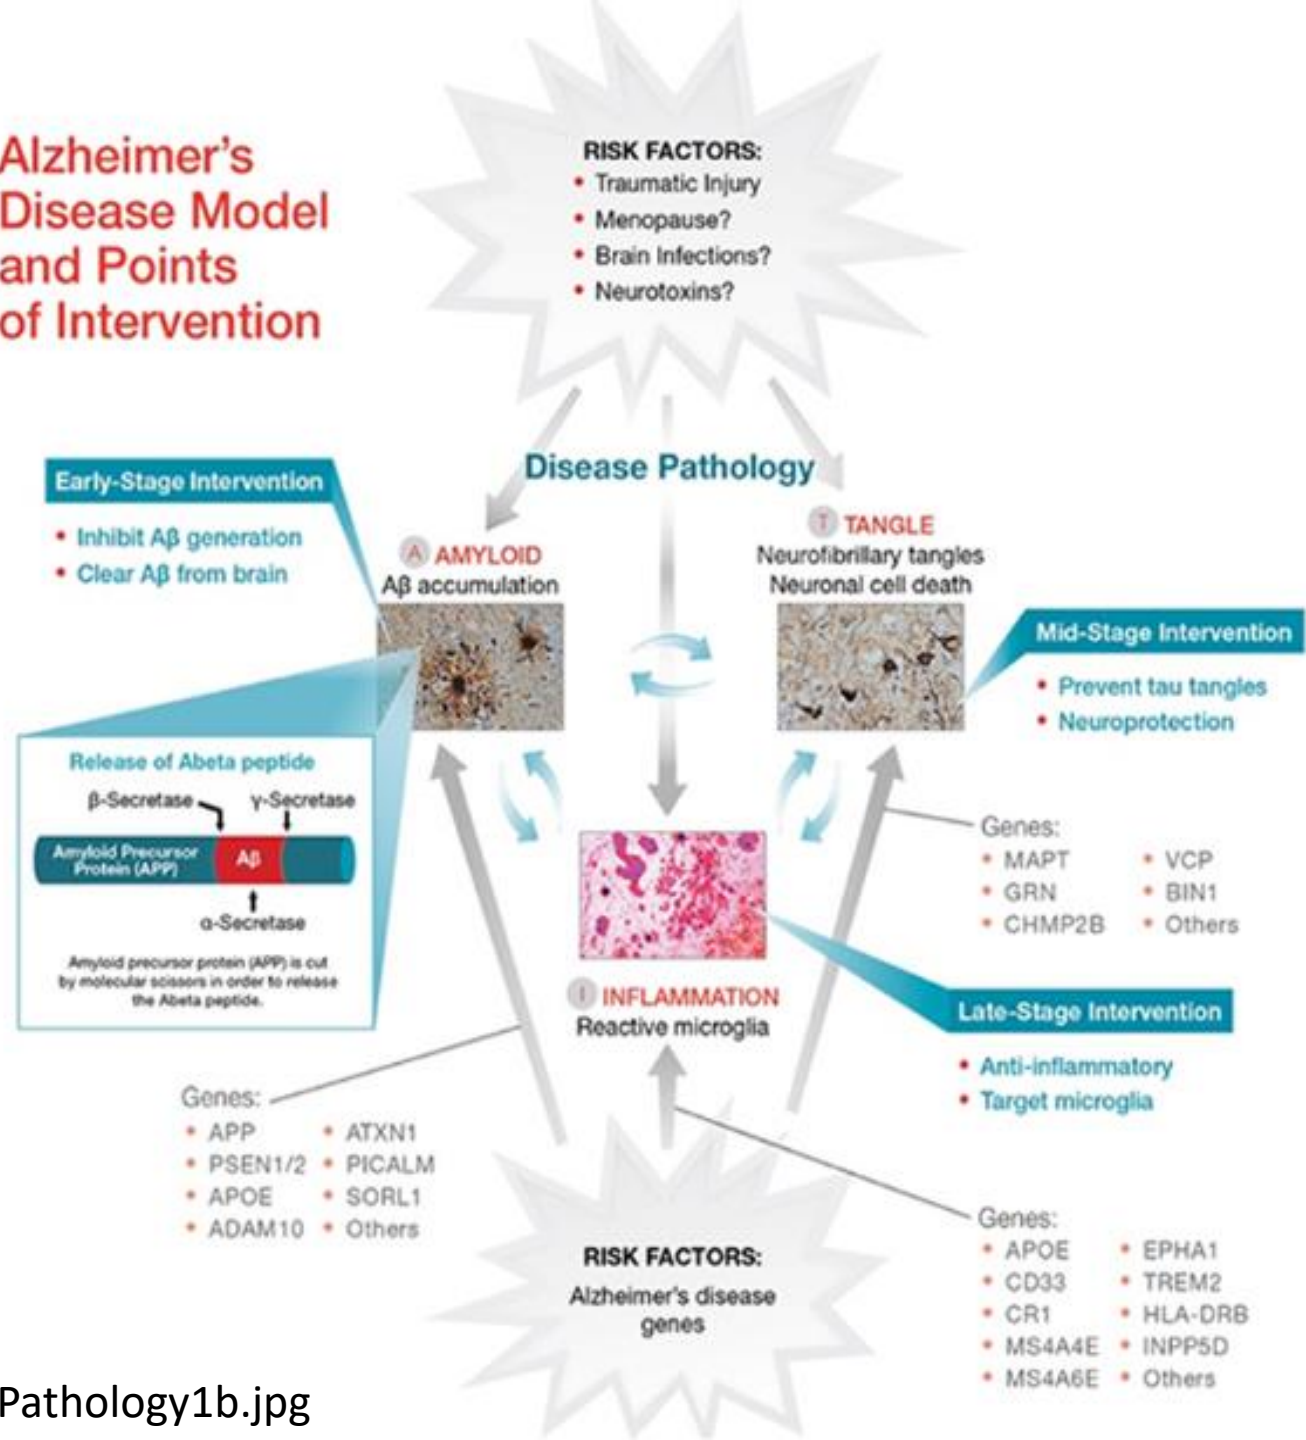 Alzheimer's
Disease Model
and Points
of Intervention
RISK FACTORS:
• Traumatic Injury
• Menopause?
• Brain Infections?
• Neurotoxins?
Disease Pathology
Early-Stage Intervention
• Inhibit Aβ generation
• Clear Aβ from brain
A AMYLOID
Aβ accumulation
T TANGLE
Neurofibrillary tangles
Neuronal cell death
Mid-Stage Intervention
• Prevent tau tangles
• Neuroprotection
Release of Abeta peptide
β-Secretase
γ-Secretase
Amyloid Precursor
Protein (APP)
Aβ
α-Secretase
Amyloid precursor protein (APP) is cut
by molecular scissors in order to release
the Abeta peptide.
Genes:
• MAPT • VCP
• GRN • BIN1
• CHMP2B • Others
I INFLAMMATION
Reactive microglia
Late-Stage Intervention
• Anti-inflammatory
• Target microglia
Genes:
• APP • ATXN1
• PSEN1/2 • PICALM
• APOE • SORL1
• ADAM10 • Others
RISK FACTORS:
Alzheimer's disease
genes
Genes:
• APOE • EPHA1
• CD33 • TREM2
• CR1 • HLA-DRB
• MS4A4E • INPP5D
• MS4A6E • Others
Pathology1b.jpg